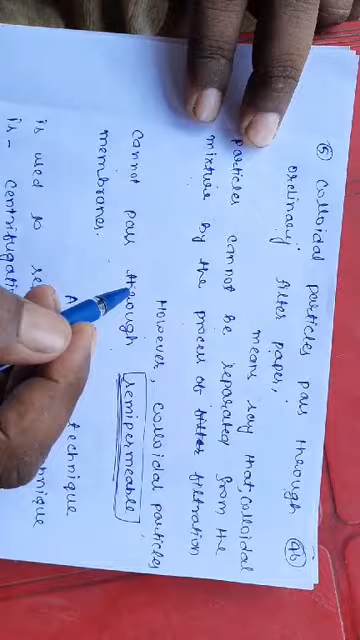 ⑤ Colloidal particles pass through
ordinary filter paper,
46
means say that colloidal
particles cannot be separated from the
mixture by the process of filtration
However, colloidal particles
cannot pass through semipermeable
membranes.
technique
is used to
is - centrifugati